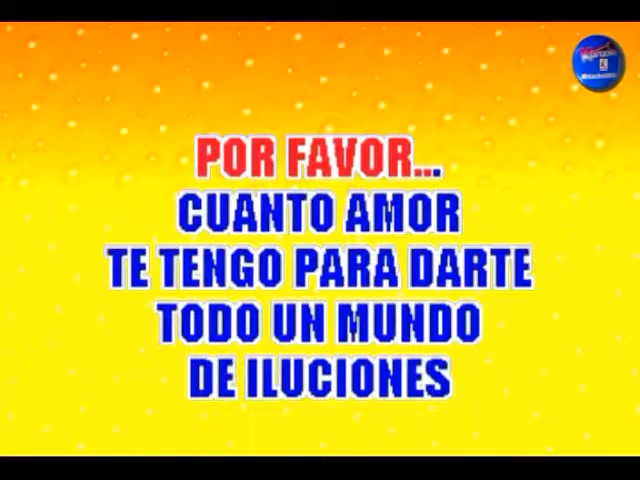 POR FAVOR...
CUANTO AMOR
TE TENGO PARA DARTE
TODO UN MUNDO
DE ILUCIONES